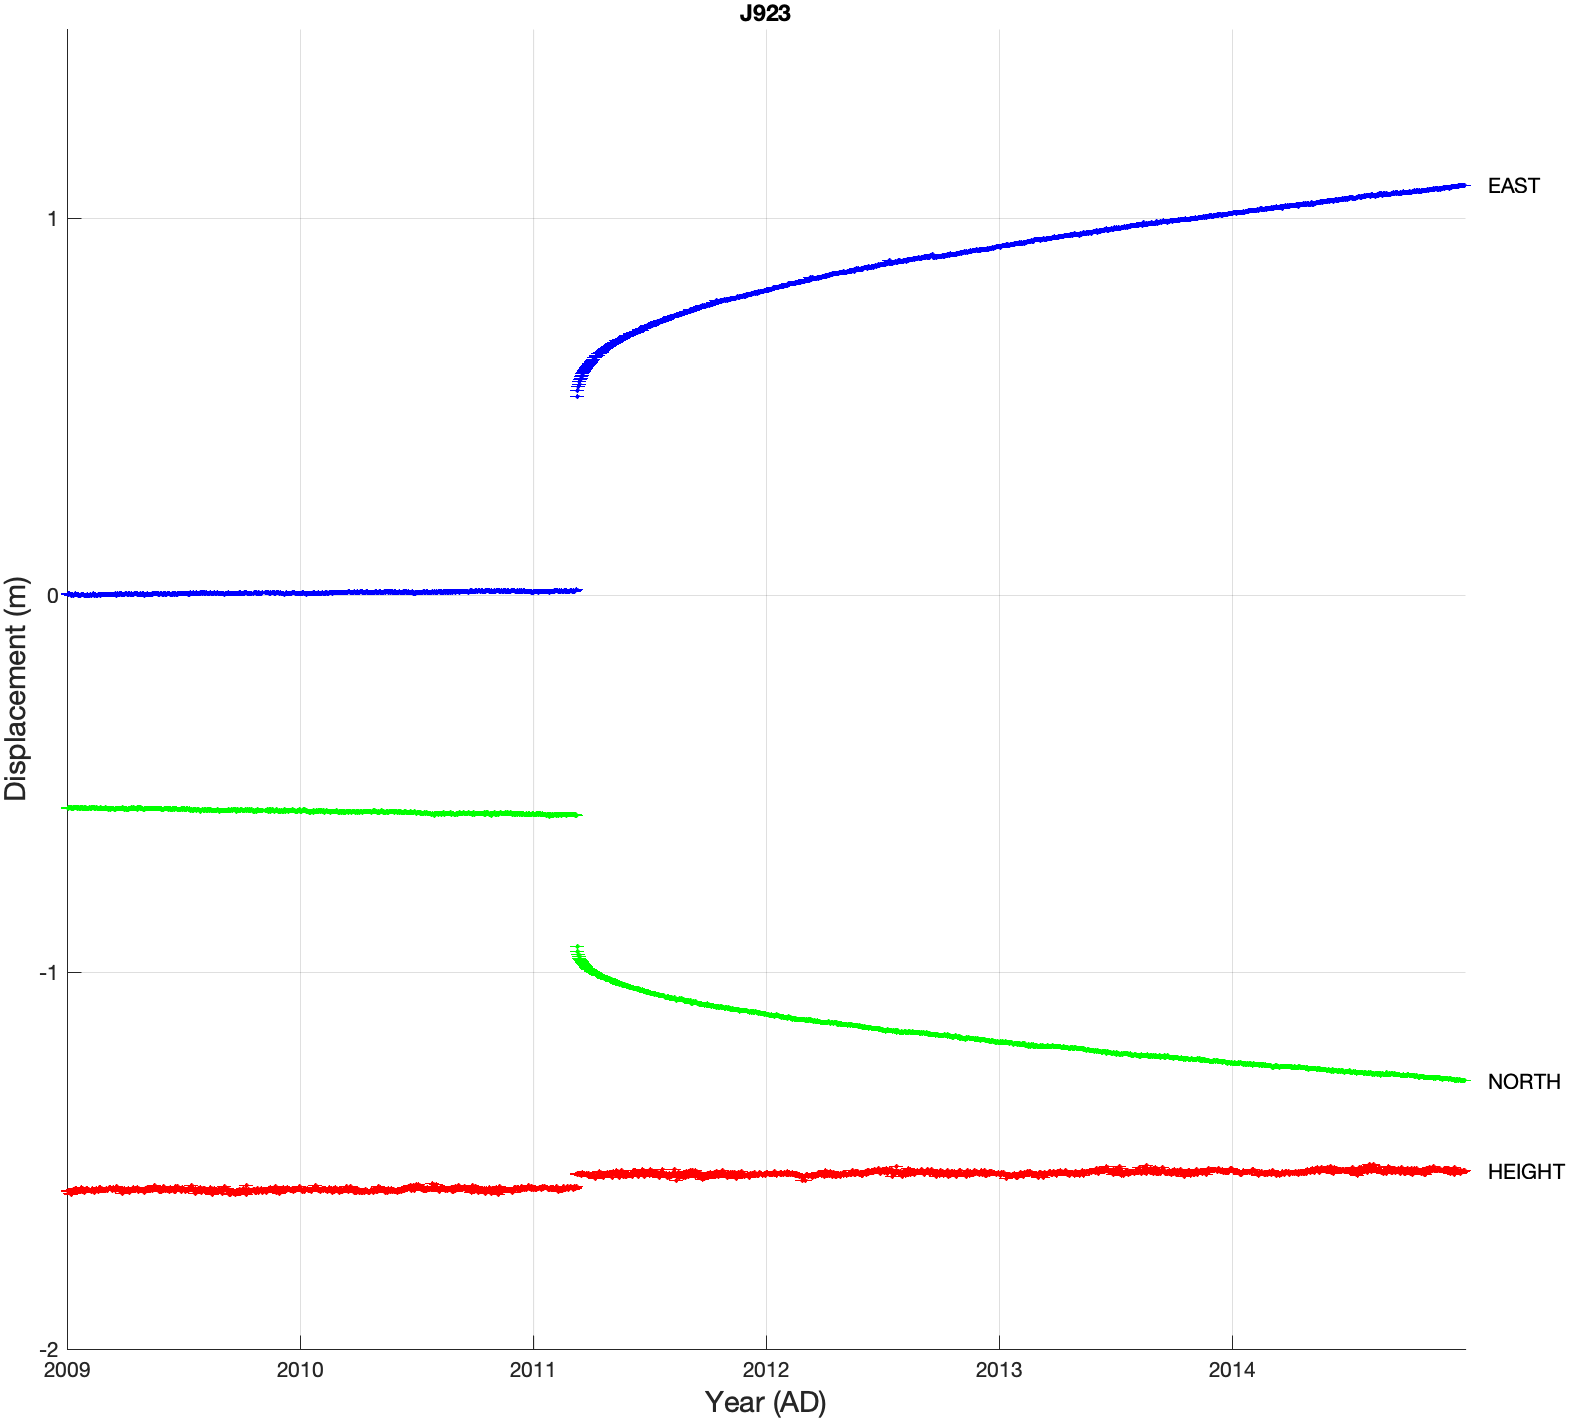 J923
Displacement (m)
1
0
-1
-2
EAST
NORTH
HEIGHT
2009 2010 2011 2012 2013 2014
Year (AD)